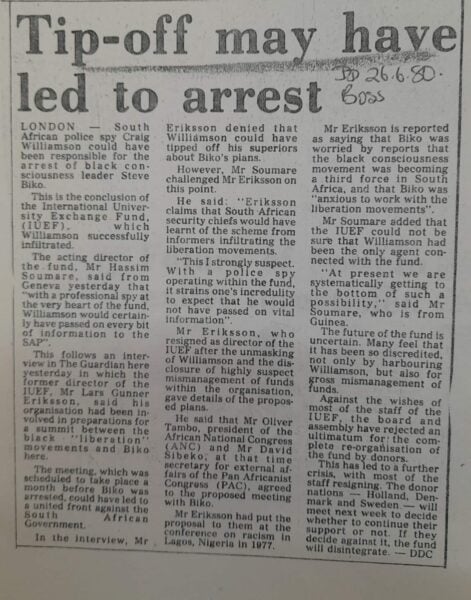 Tip-off may have
led to arrest
26.6.80.
Boss
LONDON — South
African police spy Craig
Williamson could have
been responsible for the
arrest of black con-
sciousness leader Steve
Biko.
This is the conclusion of
the International Univer-
sity Exchange Fund,
(IUEF), which
Williamson successfully
infiltrated.
The acting director of
the fund, Mr Hassim
Soumare, said from
Geneva yesterday that
"with a professional spy at
the very heart of the fund,
Williamson would certain-
ly have passed on every bit
of information to the
SAP".
This follows an inter-
view in The Guardian here
yesterday in which the
former director of the
IUEF, Mr Lars Gunner
Eriksson, said his
organisation had been in-
volved in preparations for
a summit between the
black "liberation"
movements and Biko
here.
The meeting, which was
scheduled to take place a
month before Biko was
arrested, could have led to
a united front against the
South African
Government.
In the interview, Mr
Eriksson denied that
Williamson could have
tipped off his superiors
about Biko's plans.
However, Mr Soumare
challenged Mr Eriksson on
this point.
He said: "Eriksson
claims that South African
security chiefs would have
learnt of the scheme from
informers infiltrating the
liberation movements.
"This I strongly suspect.
With a police spy
operating within the fund,
it strains one's incredulity
to expect that he would
not have passed on vital
information".
Mr Eriksson, who
resigned as director of the
IUEF after the unmasking
of Williamson and the dis-
closure of highly suspect
mismanagement of funds
within the organisation,
gave details of the propos-
ed plans.
He said that Mr Oliver
Tambo, president of the
African National Congress
(ANC) and Mr David
Sibeko, at that time
secretary for external af-
fairs of the Pan Africanist
Congress (PAC), agreed
to the proposed meeting
with Biko.
Mr Eriksson had put the
proposal to them at the
conference on racism in
Lagos, Nigeria in 1977.
Mr Eriksson is reported
as saying that Biko was
worried by reports that
the black consciousness
movement was becoming
a third force in South
Africa, and that Biko was
"anxious to work with the
liberation movements".
Mr Soumare added that
the IUEF could not be
sure that Williamson had
been the only agent con-
nected with the fund.
"At present we are
systematically getting to
the bottom of such a
possibility," said Mr
Soumare, who is from
Guinea.
The future of the fund is
uncertain. Many feel that
it has been so discredited,
not only by harbouring
Williamson, but also for
gross mismanagement of
funds.
Against the wishes of
most of the staff of the
IUEF, the board and
assembly have rejected an
ultimatum for the com-
plete re-organisation of
the fund by donors.
This has led to a further
crisis, with most of the
staff resigning. The donor
nations — Holland, Den-
mark and Sweden — will
meet next week to decide
whether to continue their
support or not. If they
decide against it, the fund
will disintegrate. — DDC